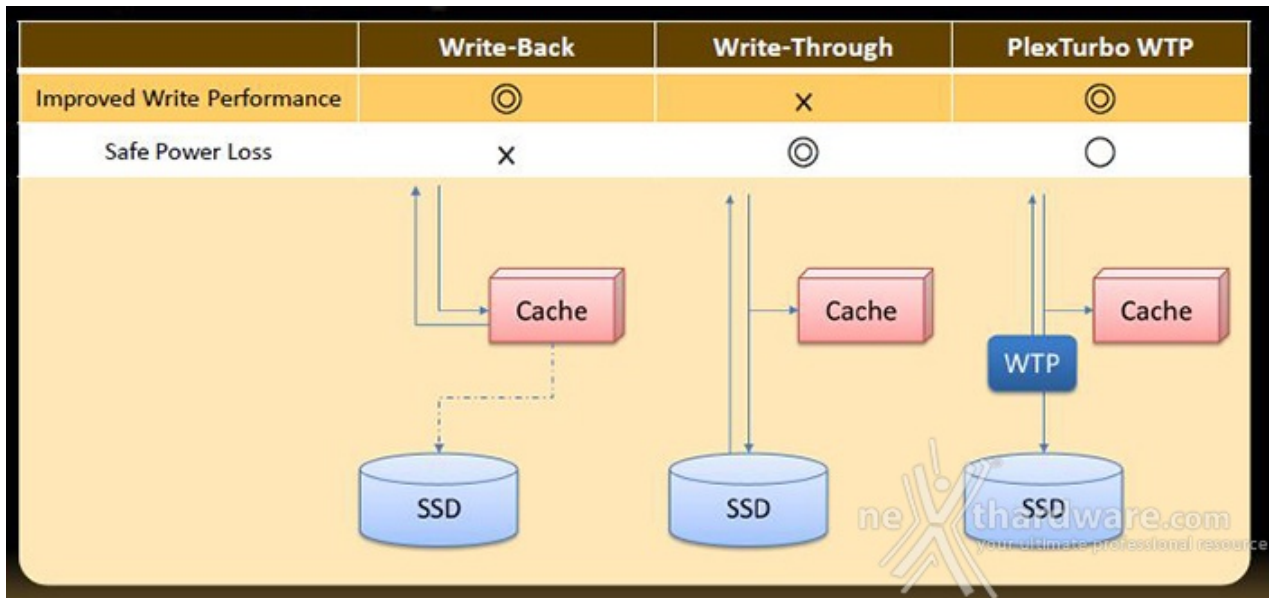 Write-Back Write-Through PlexTurbo WTP
Improved Write Performance ◎ x ◎
Safe Power Loss x ◎ ○
Cache Cache Cache
WTP
SSD SSD SSD
nexthardware.com
your ultimate professional resource